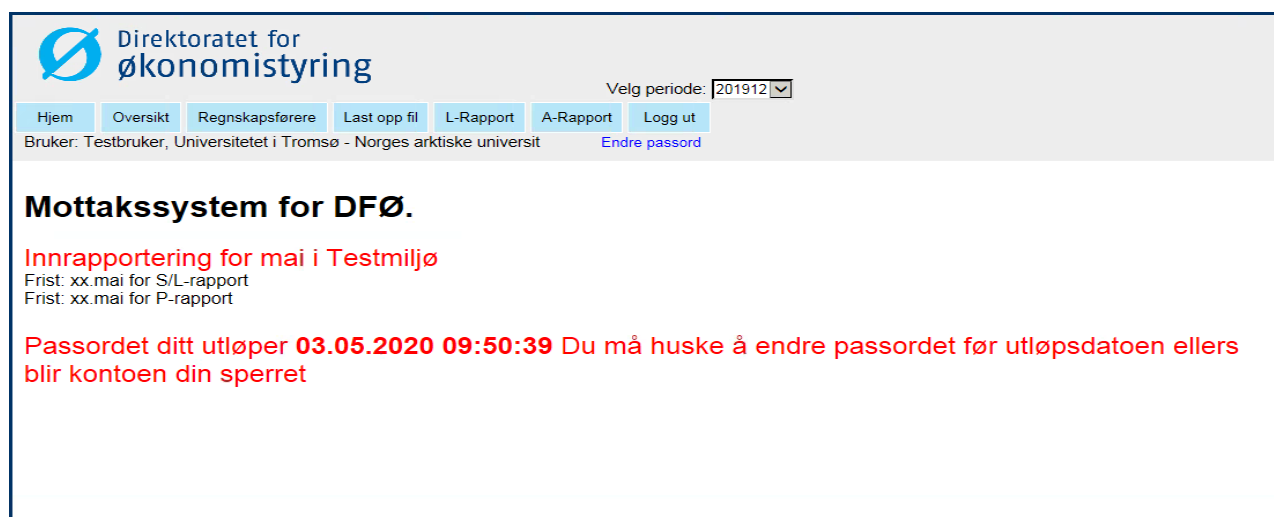 Direktoratet for
økonomistyring
Velg periode: 201912
Hjem Oversikt Regnskapsførere Last opp fil L-Rapport A-Rapport Logg ut
Bruker: Testbruker, Universitetet i Tromsø - Norges arktiske universit Endre passord
Mottakssystem for DFØ.
Innrapportering for mai i Testmiljø
Frist: xx.mai for S/L-rapport
Frist: xx.mai for P-rapport
Passordet ditt utløper 03.05.2020 09:50:39 Du må huske å endre passordet før utløpsdatoen ellers
blir kontoen din sperret